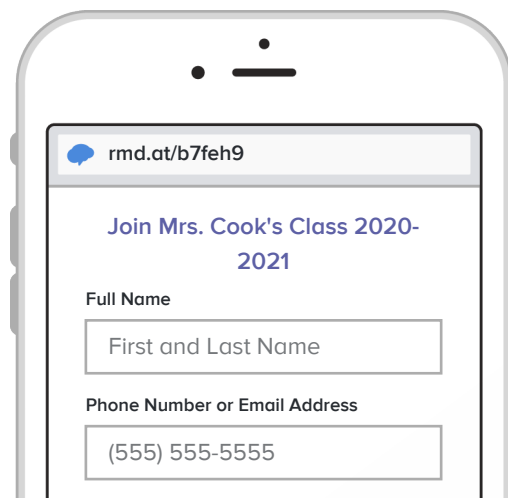 rmd.at/b7feh9
Join Mrs. Cook's Class 2020-
2021
Full Name
First and Last Name
Phone Number or Email Address
(555) 555-5555